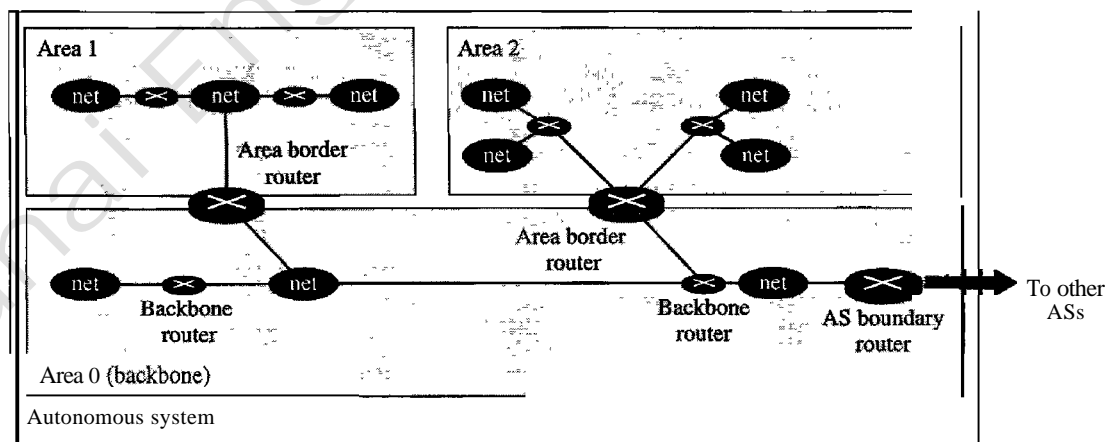 Area 1
Area 2
net
net
net
net
net
net
net
Area border
router
Area border
router
net
net
net
Backbone
router
Backbone
router
AS boundary
router
To other
ASs
Area 0 (backbone)
Autonomous system